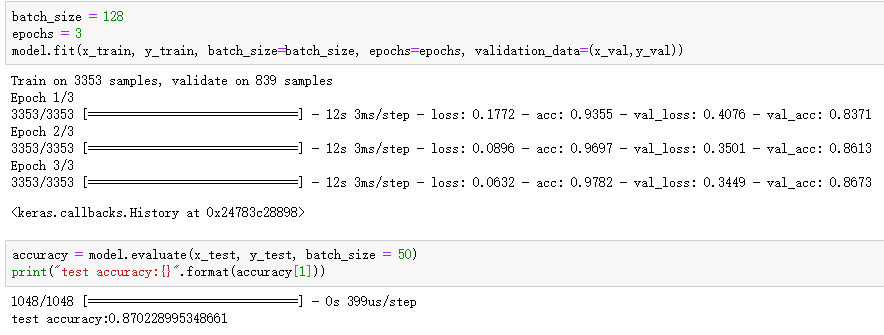 batch_size = 128
epochs = 3
model.fit(x_train, y_train, batch_size=batch_size, epochs=epochs, validation_data=(x_val,y_val))
Train on 3353 samples, validate on 839 samples
Epoch 1/3
3353/3353 [==============================] - 12s 3ms/step - loss: 0.1772 - acc: 0.9355 - val_loss: 0.4076 - val_acc: 0.8371
Epoch 2/3
3353/3353 [==============================] - 12s 3ms/step - loss: 0.0896 - acc: 0.9697 - val_loss: 0.3501 - val_acc: 0.8613
Epoch 3/3
3353/3353 [==============================] - 12s 3ms/step - loss: 0.0632 - acc: 0.9782 - val_loss: 0.3449 - val_acc: 0.8673
<keras.callbacks.History at 0x24783c28898>
accuracy = model.evaluate(x_test, y_test, batch_size = 50)
print("test accuracy:{}".format(accuracy[1]))
1048/1048 [==============================] - 0s 399us/step
test accuracy:0.870228995348661